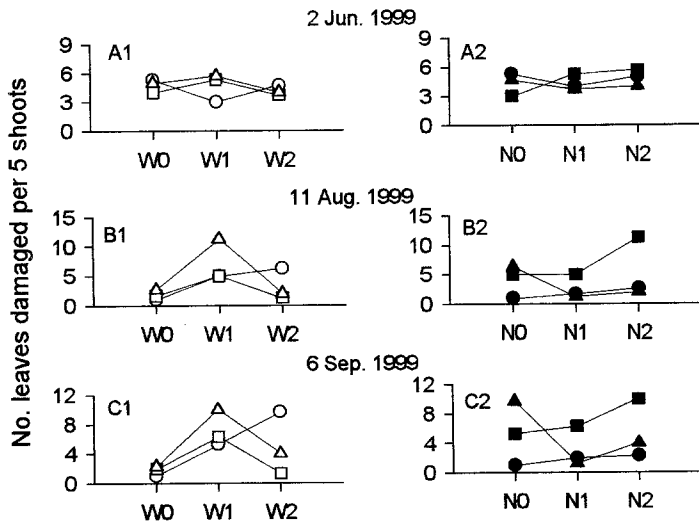 2 Jun. 1999
No. leaves damaged per 5 shoots
A1
9
6
3
0
W0 W1 W2
A2
9
6
3
0
N0 N1 N2
11 Aug. 1999
B1
15
10
5
0
W0 W1 W2
B2
15
10
5
0
N0 N1 N2
6 Sep. 1999
C1
12
8
4
0
W0 W1 W2
C2
12
8
4
0
N0 N1 N2